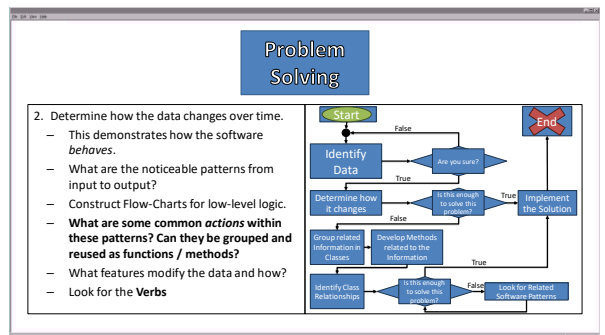 File Edit View Help
Problem
Solving
2. Determine how the data changes over time.
– This demonstrates how the software
behaves.
– What are the noticeable patterns from
input to output?
– Construct Flow-Charts for low-level logic.
– What are some common actions within
these patterns? Can they be grouped and
reused as functions / methods?
– What features modify the data and how?
– Look for the Verbs
Start
End
False
Identify
Data
Are you sure?
True
Determine how
it changes
Is this enough
to solve this
problem?
True
Implement
the Solution
False
Group related
Information in
Classes
Develop Methods
related to the
Information
True
Identify Class
Relationships
Is this enough
to solve this
problem?
False
Look for Related
Software Patterns